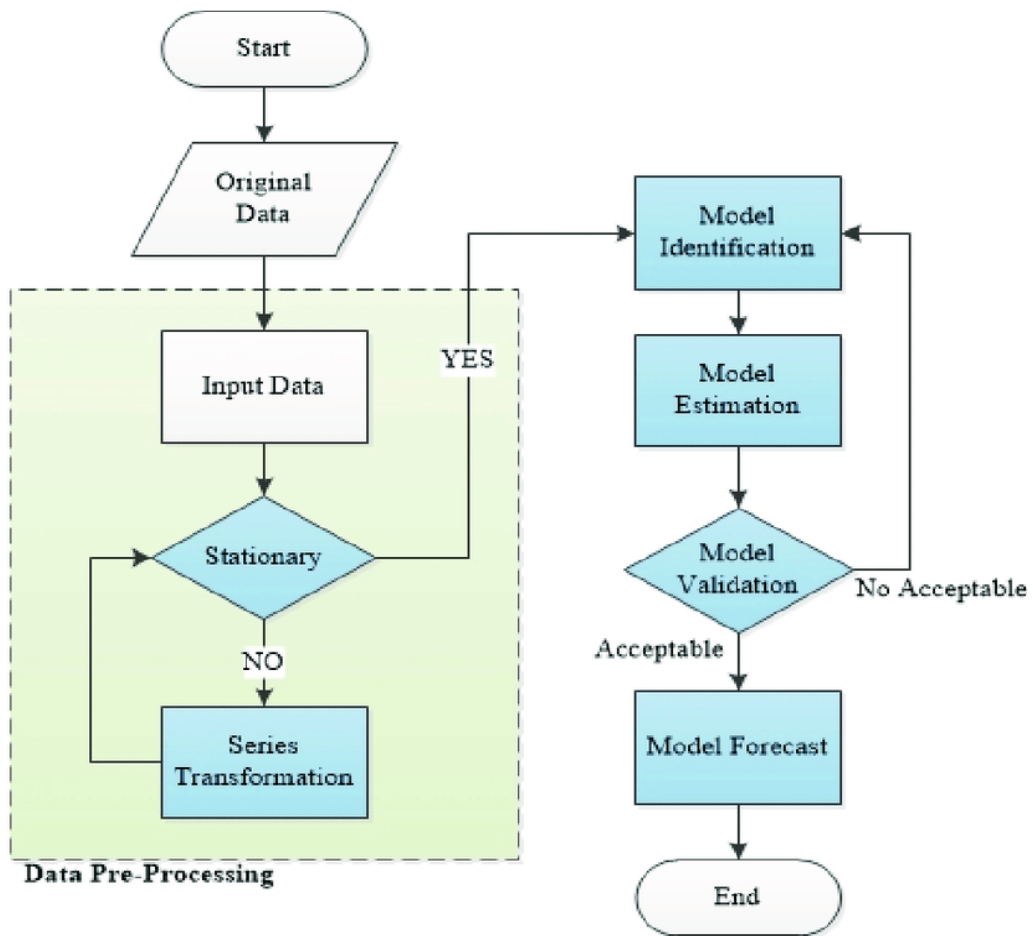 Start
Original
Data
Input Data
YES
Stationary
NO
Series
Transformation
Data Pre-Processing
Model
Identification
Model
Estimation
Model
Validation
No Acceptable
Acceptable
Model Forecast
End